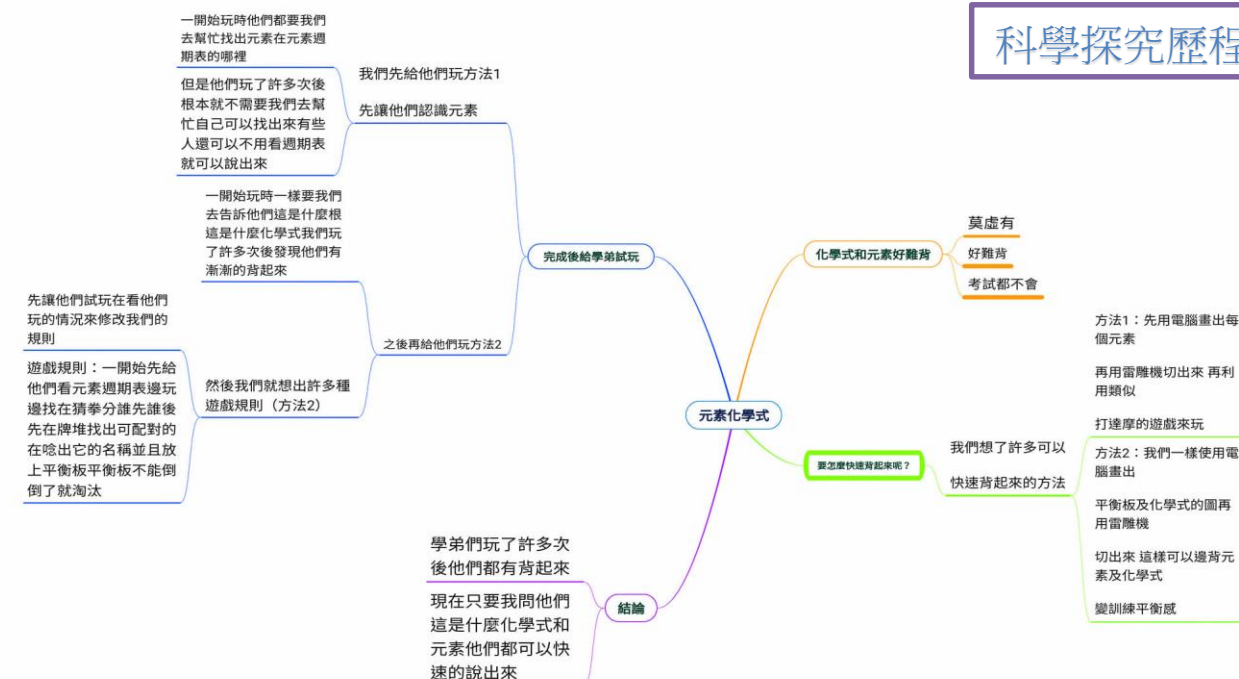 科學探究歷程
一開始玩時他們都要我們
去幫忙找出元素在元素週
期表的哪裡
但是他們玩了許多次後
根本就不需要我們去幫
忙自己可以找出來有些
人還可以不用看週期表
就可以說出來
我們先給他們玩方法1
先讓他們認識元素
一開始玩時一樣要我們
去告訴他們這是什麼根
這是什麼化學式我們玩
了許多次後發現他們有
漸漸的背起來
先讓他們試玩在看他們
玩的情況來修改我們的
規則
遊戲規則：一開始先給
他們看元素週期表邊玩
邊找在猜拳分誰先誰後
先在牌堆找出可配對的
在唸出它的名稱並且放
上平衡板平衡板不能倒
倒了就淘汰
然後我們就想出許多種
遊戲規則（方法2）
之後再給他們玩方法2
完成後給學弟試玩
元素化學式
化學式和元素好難背
莫虛有
好難背
考試都不會
要怎麼快速背起來呢？
我們想了許多可以
快速背起來的方法
方法1：先用電腦畫出每
個元素
再用雷雕機切出來 再利
用類似
打達摩的遊戲來玩
方法2：我們一樣使用電
腦畫出
平衡板及化學式的圖再
用雷雕機
切出來 這樣可以邊背元
素及化學式
變訓練平衡感
結論
學弟們玩了許多次
後他們都有背起來
現在只要我問他們
這是什麼化學式和
元素他們都可以快
速的說出來